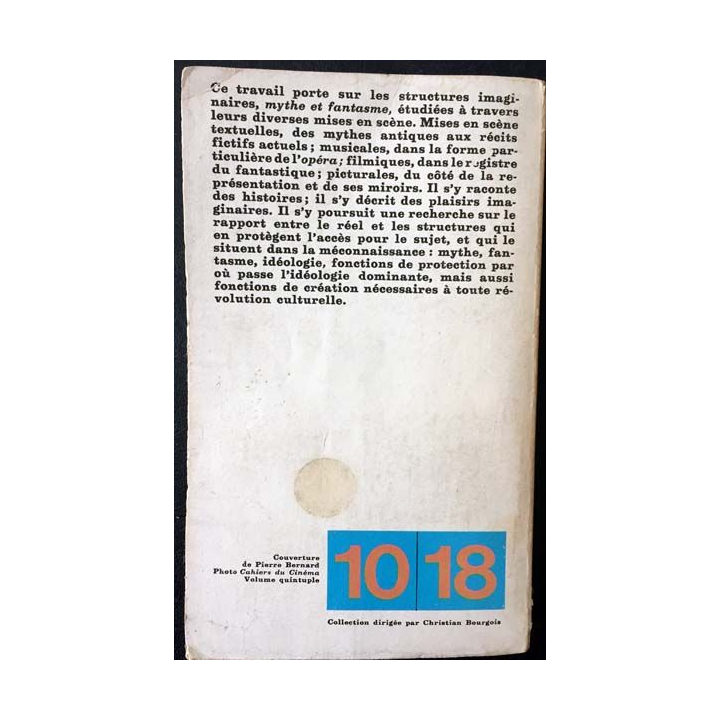 Ce travail porte sur les structures imagi-
naires, mythe et fantasme, étudiées à travers
leurs diverses mises en scène. Mises en scène
textuelles, des mythes antiques aux récits
fictifs actuels ; musicales, dans la forme par-
ticulière de l'opéra ; filmiques, dans le registre
du fantastique ; picturales, du côté de la re-
présentation et de ses miroirs. Il s'y raconte
des histoires ; il s'y décrit des plaisirs ima-
ginaires. Il s'y poursuit une recherche sur le
rapport entre le réel et les structures qui
en protègent l'accès pour le sujet, et qui le
situent dans la méconnaissance : mythe, fan-
tasme, idéologie, fonctions de protection par
où passe l'idéologie dominante, mais aussi
fonctions de création nécessaires à toute ré-
volution culturelle.
Couverture
de Pierre Bernard
Photo Cahiers du Cinéma
Volume quintuple
10 18
Collection dirigée par Christian Bourgois